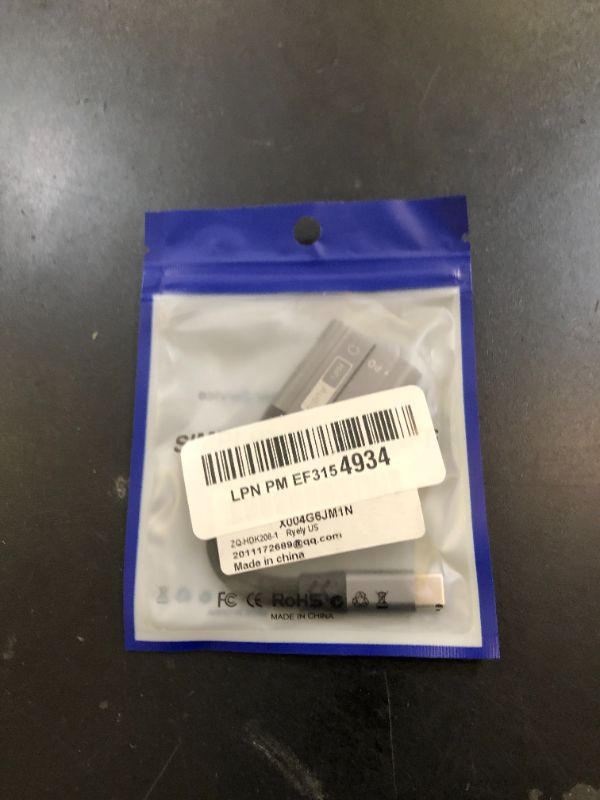 PD
LPN PM EF3154934
X004G6JM1N
ZQ-HDK208-1 Ryely US
2011172689@qq.com
Made in china
FC CE RoHS
MADE IN CHINA